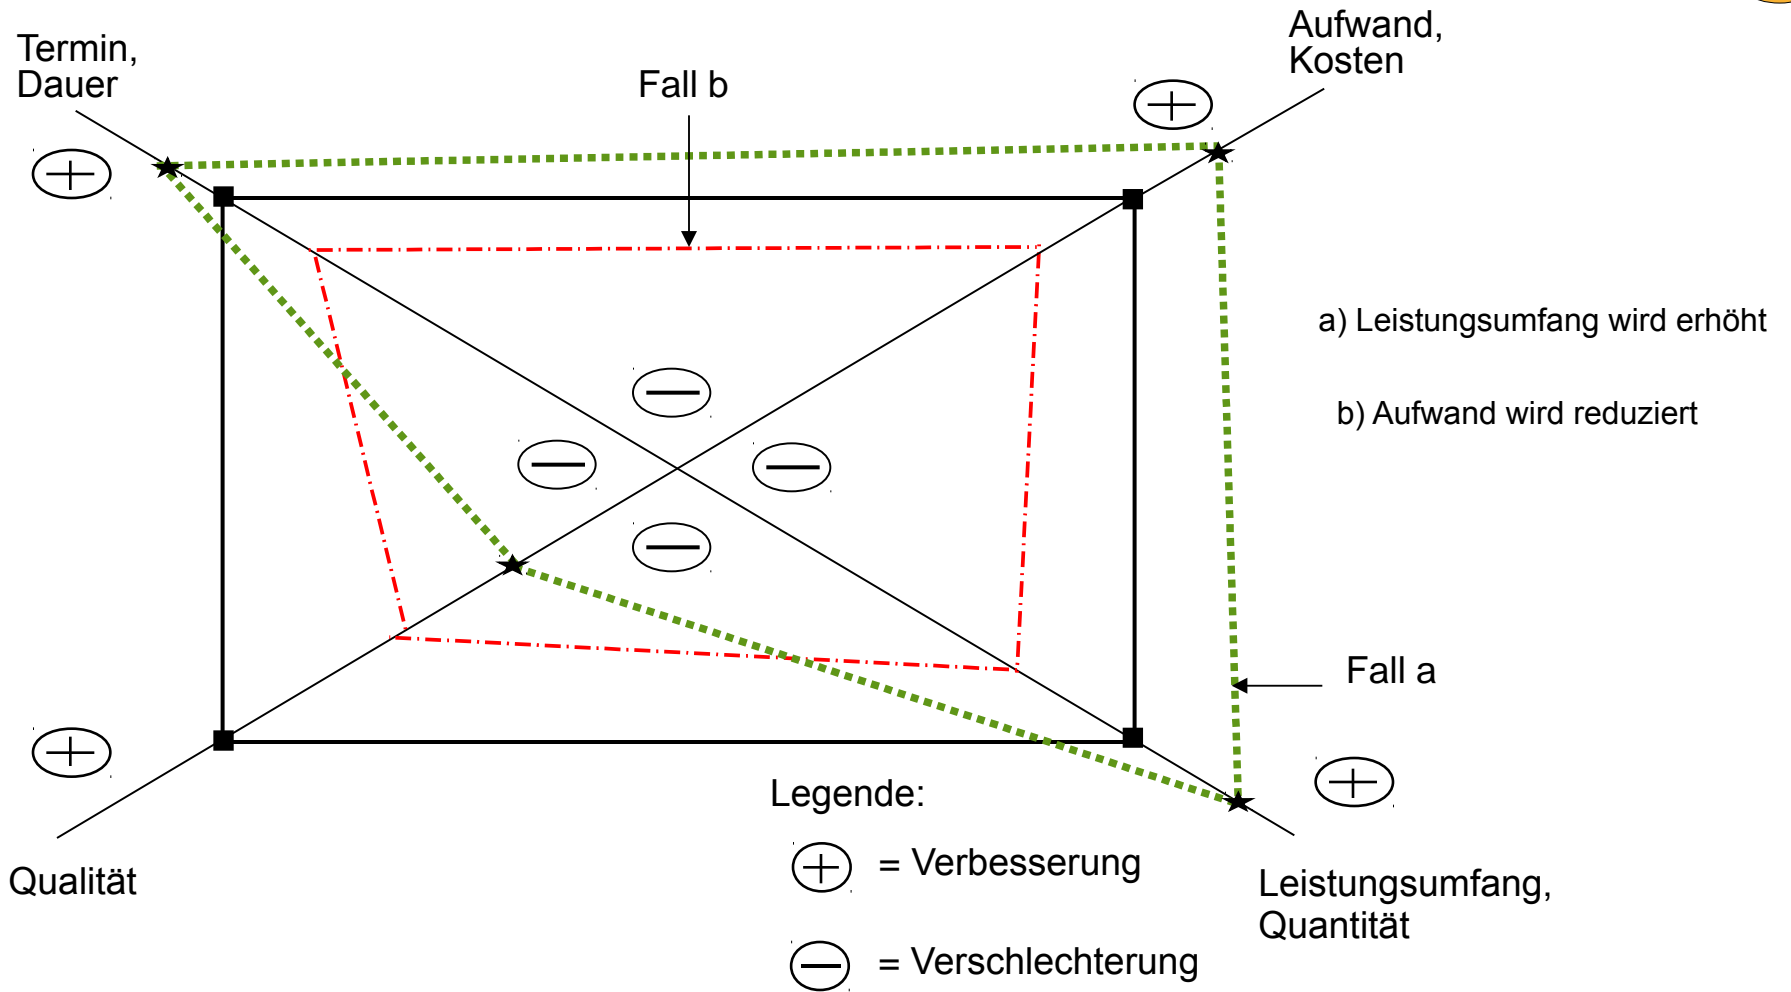 Termin,
Dauer
Fall b
Aufwand,
Kosten
a) Leistungsumfang wird erhöht
b) Aufwand wird reduziert
Fall a
Qualität
Legende:
= Verbesserung
= Verschlechterung
Leistungsumfang,
Quantität